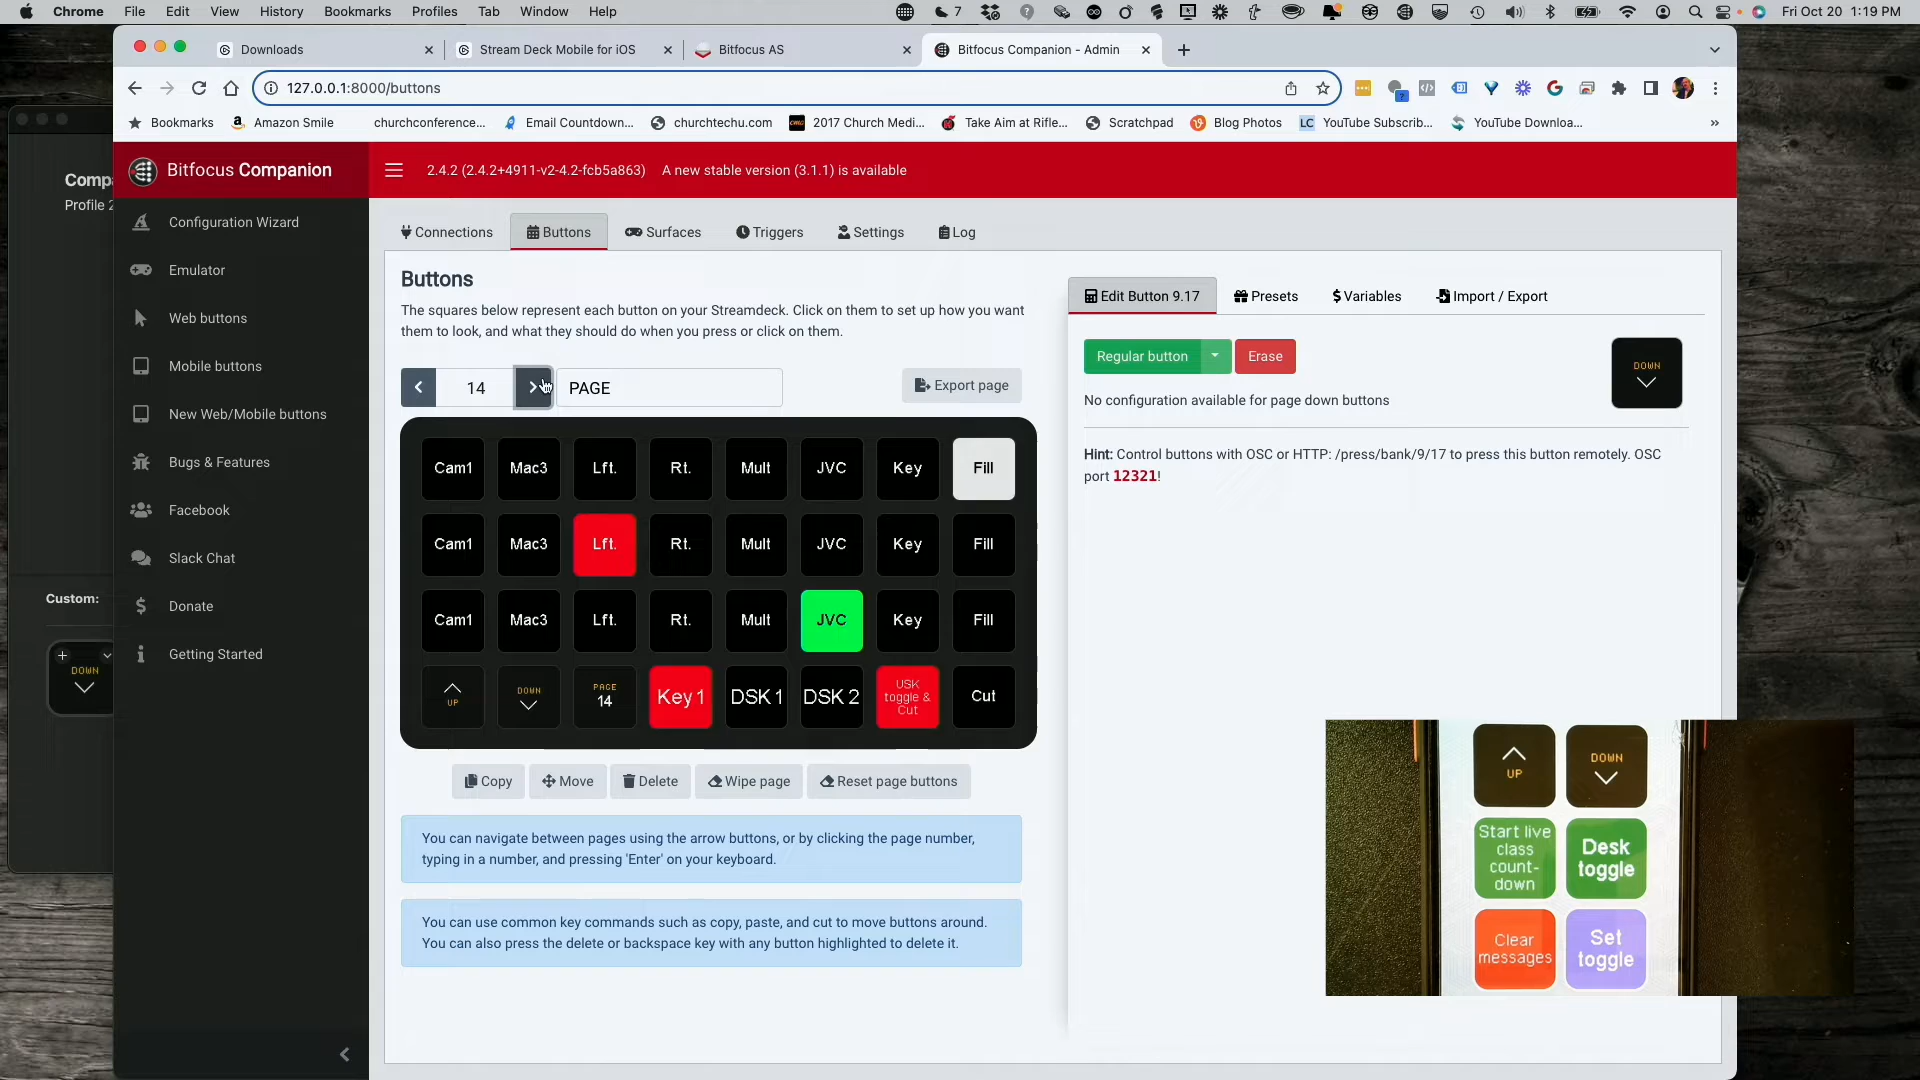 Chrome File Edit View History Bookmarks Profiles Tab Window Help 7 Fri Oct 20 1:19 PM
Downloads Stream Deck Mobile for iOS Bitfocus AS Bitfocus Companion - Admin
127.0.0.1:8000/buttons
Bookmarks Amazon Smile churchconference... Email Countdown... churchtechu.com 2017 Church Medi... Take Aim at Rifle... Scratchpad Blog Photos LC YouTube Subscrib... YouTube Downloa...
Bitfocus Companion 2.4.2 (2.4.2+4911-v2-4.2-fcb5a863) A new stable version (3.1.1) is available
Comp
Profile 2
Custom:
DOWN
Configuration Wizard
Emulator
Web buttons
Mobile buttons
New Web/Mobile buttons
Bugs & Features
Facebook
Slack Chat
Donate
Getting Started
Connections Buttons Surfaces Triggers Settings Log
Buttons
The squares below represent each button on your Streamdeck. Click on them to set up how you want
them to look, and what they should do when you press or click on them.
14 PAGE Export page
Cam1 Mac3 Lft. Rt. Mult JVC Key Fill
Cam1 Mac3 Lft. Rt. Mult JVC Key Fill
Cam1 Mac3 Lft. Rt. Mult JVC Key Fill
UP DOWN PAGE 14 Key 1 DSK 1 DSK 2 USK toggle & Cut Cut
Copy Move Delete Wipe page Reset page buttons
You can navigate between pages using the arrow buttons, or by clicking the page number,
typing in a number, and pressing 'Enter' on your keyboard.
You can use common key commands such as copy, paste, and cut to move buttons around.
You can also press the delete or backspace key with any button highlighted to delete it.
Edit Button 9.17 Presets $ Variables Import / Export
Regular button Erase
DOWN
No configuration available for page down buttons
Hint: Control buttons with OSC or HTTP: /press/bank/9/17 to press this button remotely. OSC
port 12321!
UP DOWN
Start live class count-down Desk toggle
Clear messages Set toggle